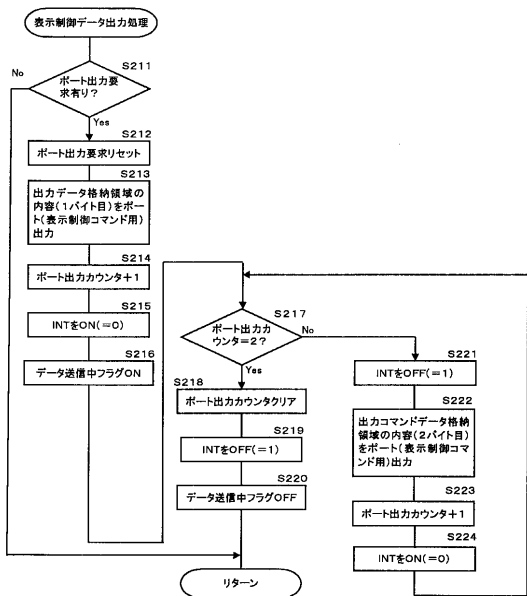 表示制御データ出力処理
S211
No
ポート出力要
求有り?
Yes
S212
ポート出力要求リセット
S213
出力データ格納領域の
内容(1バイト目)をポー
ト(表示制御コマンド用)
出力
S214
ポート出力カウンタ+1
S215
INTをON(=0)
S216
データ送信中フラグON
S217
ポート出力カ
ウンタ=2?
No
Yes
S218
ポート出力カウンタクリア
S219
INTをOFF(=1)
S220
データ送信中フラグOFF
リターン
S221
INTをOFF(=1)
S222
出力コマンドデータ格納
領域の内容(2バイト目)
をポート(表示制御コマ
ンド用)出力
S223
ポート出力カウンタ+1
S224
INTをON(=0)